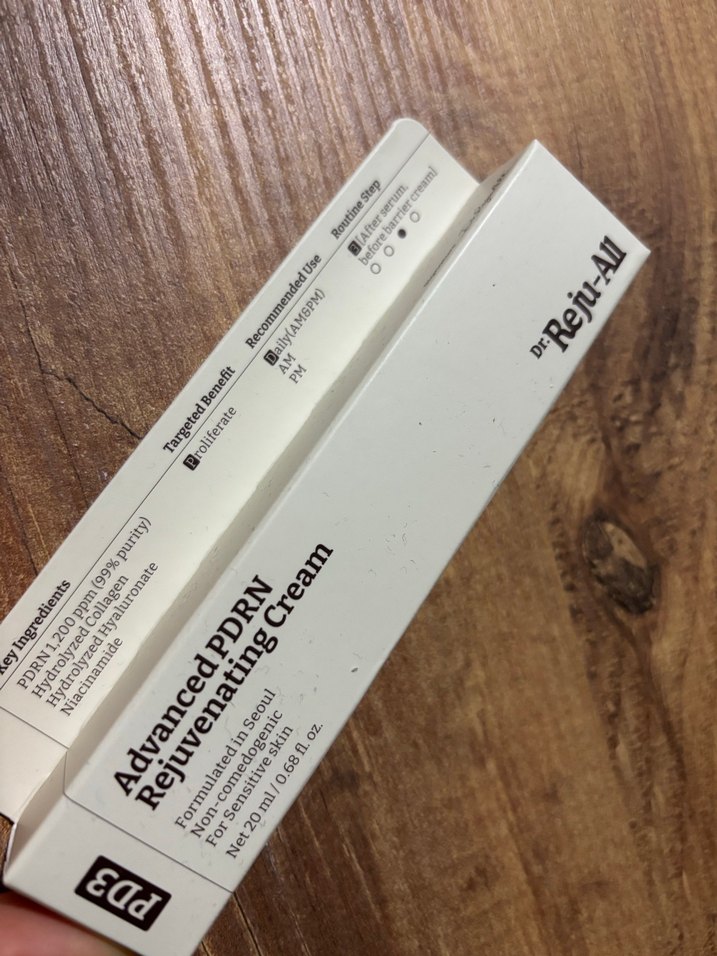 Key Ingredients
PDRN 1,200 ppm (99% purity)
Hydrolyzed Collagen
Hydrolyzed Hyaluronate
Niacinamide
Targeted Benefit
Proliferate
Recommended Use
Daily(AM&PM)
AM
PM
Routine Step
3(After serum,
before barrier cream)
Dr. Reju-All
Advanced PDRN
Rejuvenating Cream
Formulated in Seoul
Non-comedogenic
For Sensitive skin
Net 20 ml / 0.68 fl. oz.
PD3